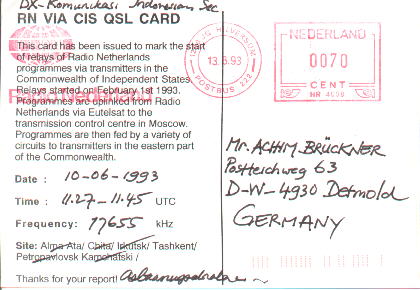 DX-Komunikasi Indonesian Sec
RN VIA CIS QSL CARD
This card has been issued to mark the start
of relays of Radio Netherlands
programmes via transmitters in the
Commonwealth of Independent States.
Relays started on February 1st 1993.
Radio Nederland
Programmes are uplinked from Radio
Netherlands via Eutelsat to the
transmission control centre in Moscow.
Programmes are then fed by a variety of
circuits to transmitters in the eastern part
of the Commonwealth.
Date : 10-06-1993
Time : 11.27-11.45 UTC
Frequency: 17655 kHz
Site: Alma Ata/ Chita/ Irkutsk/ Tashkent/
Petropavlovsk Kamchatski /
Thanks for your report!
HILVERSUM
13.6.93
POSTBUS 222
NEDERLAND
0070
CENT
Mr. ACHIM BRÜCKNER
Postteichweg 63
D-W-4930 Detmold
GERMANY